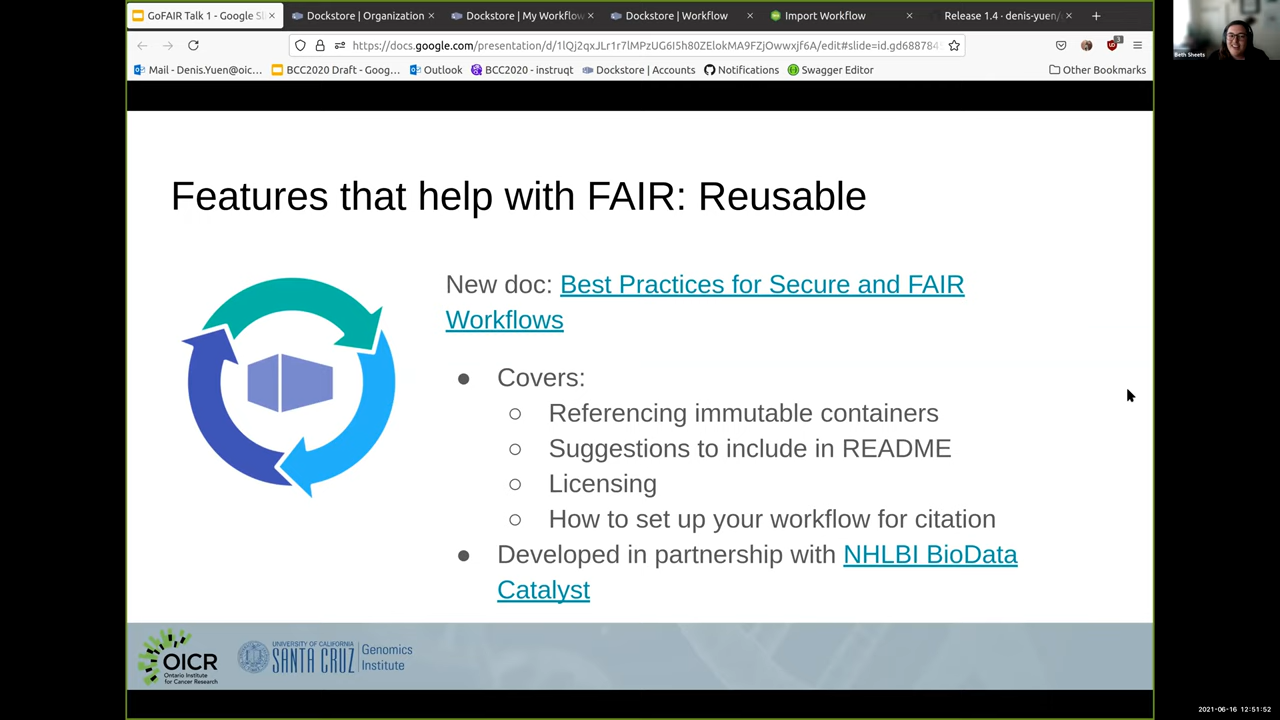 GoFAIR Talk 1 - Google Sli
Dockstore | Organization
Dockstore | My Workflow
Dockstore | Workflow
Import Workflow
Release 1.4 · denis-yuen/
https://docs.google.com/presentation/d/
Mail - Denis.Yuen@oic...
BCC2020 Draft - Goog...
Outlook
BCC2020 - instruqt
Dockstore | Accounts
Notifications
Swagger Editor
Other Bookmarks
Beth Sheets
Features that help with FAIR: Reusable
New doc: Best Practices for Secure and FAIR
Workflows
● Covers:
○ Referencing immutable containers
○ Suggestions to include in README
○ Licensing
○ How to set up your workflow for citation
● Developed in partnership with NHLBI BioData
Catalyst
OICR
Ontario Institute
for Cancer Research
UNIVERSITY OF CALIFORNIA
SANTA CRUZ
Genomics
Institute
2021-06-16 12:51:52